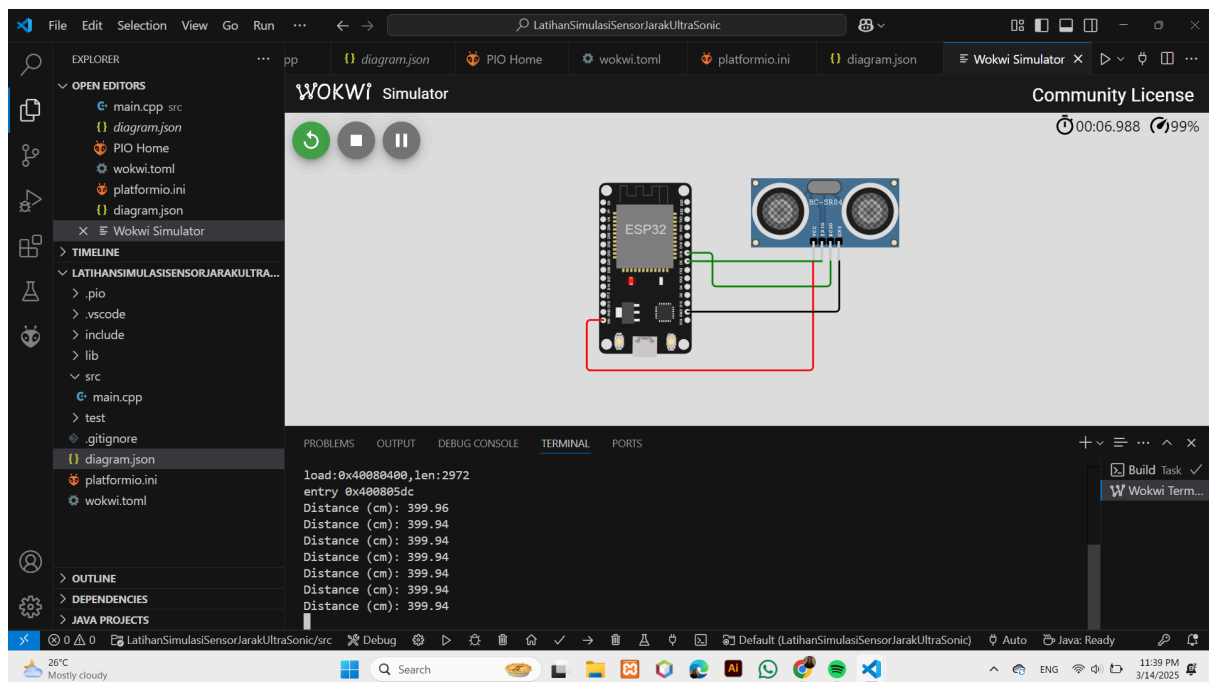 File Edit Selection View Go Run ··· LatihanSimulasiSensorJarakUltraSonic
EXPLORER ···
pp diagram.json PIO Home wokwi.toml platformio.ini diagram.json Wokwi Simulator
OPEN EDITORS
main.cpp src
diagram.json
PIO Home
wokwi.toml
platformio.ini
diagram.json
Wokwi Simulator
TIMELINE
LATIHANSIMULASISENSORJARAKULTRA...
.pio
.vscode
include
lib
src
main.cpp
test
.gitignore
diagram.json
platformio.ini
wokwi.toml
OUTLINE
DEPENDENCIES
JAVA PROJECTS
WOKWI Simulator
Community License
00:06.988 99%
ESP32
HC-SR04
VCC TRIG ECHO GND
PROBLEMS OUTPUT DEBUG CONSOLE TERMINAL PORTS
load:0x40080400,len:2972
entry 0x400805dc
Distance (cm): 399.96
Distance (cm): 399.94
Distance (cm): 399.94
Distance (cm): 399.94
Distance (cm): 399.94
Distance (cm): 399.94
Distance (cm): 399.94
Build Task
Wokwi Term...
0 0 LatihanSimulasiSensorJarakUltraSonic/src Debug Default (LatihanSimulasiSensorJarakUltraSonic) Auto Java: Ready
26°C
Mostly cloudy
Search
Ai
ENG
11:39 PM
3/14/2025